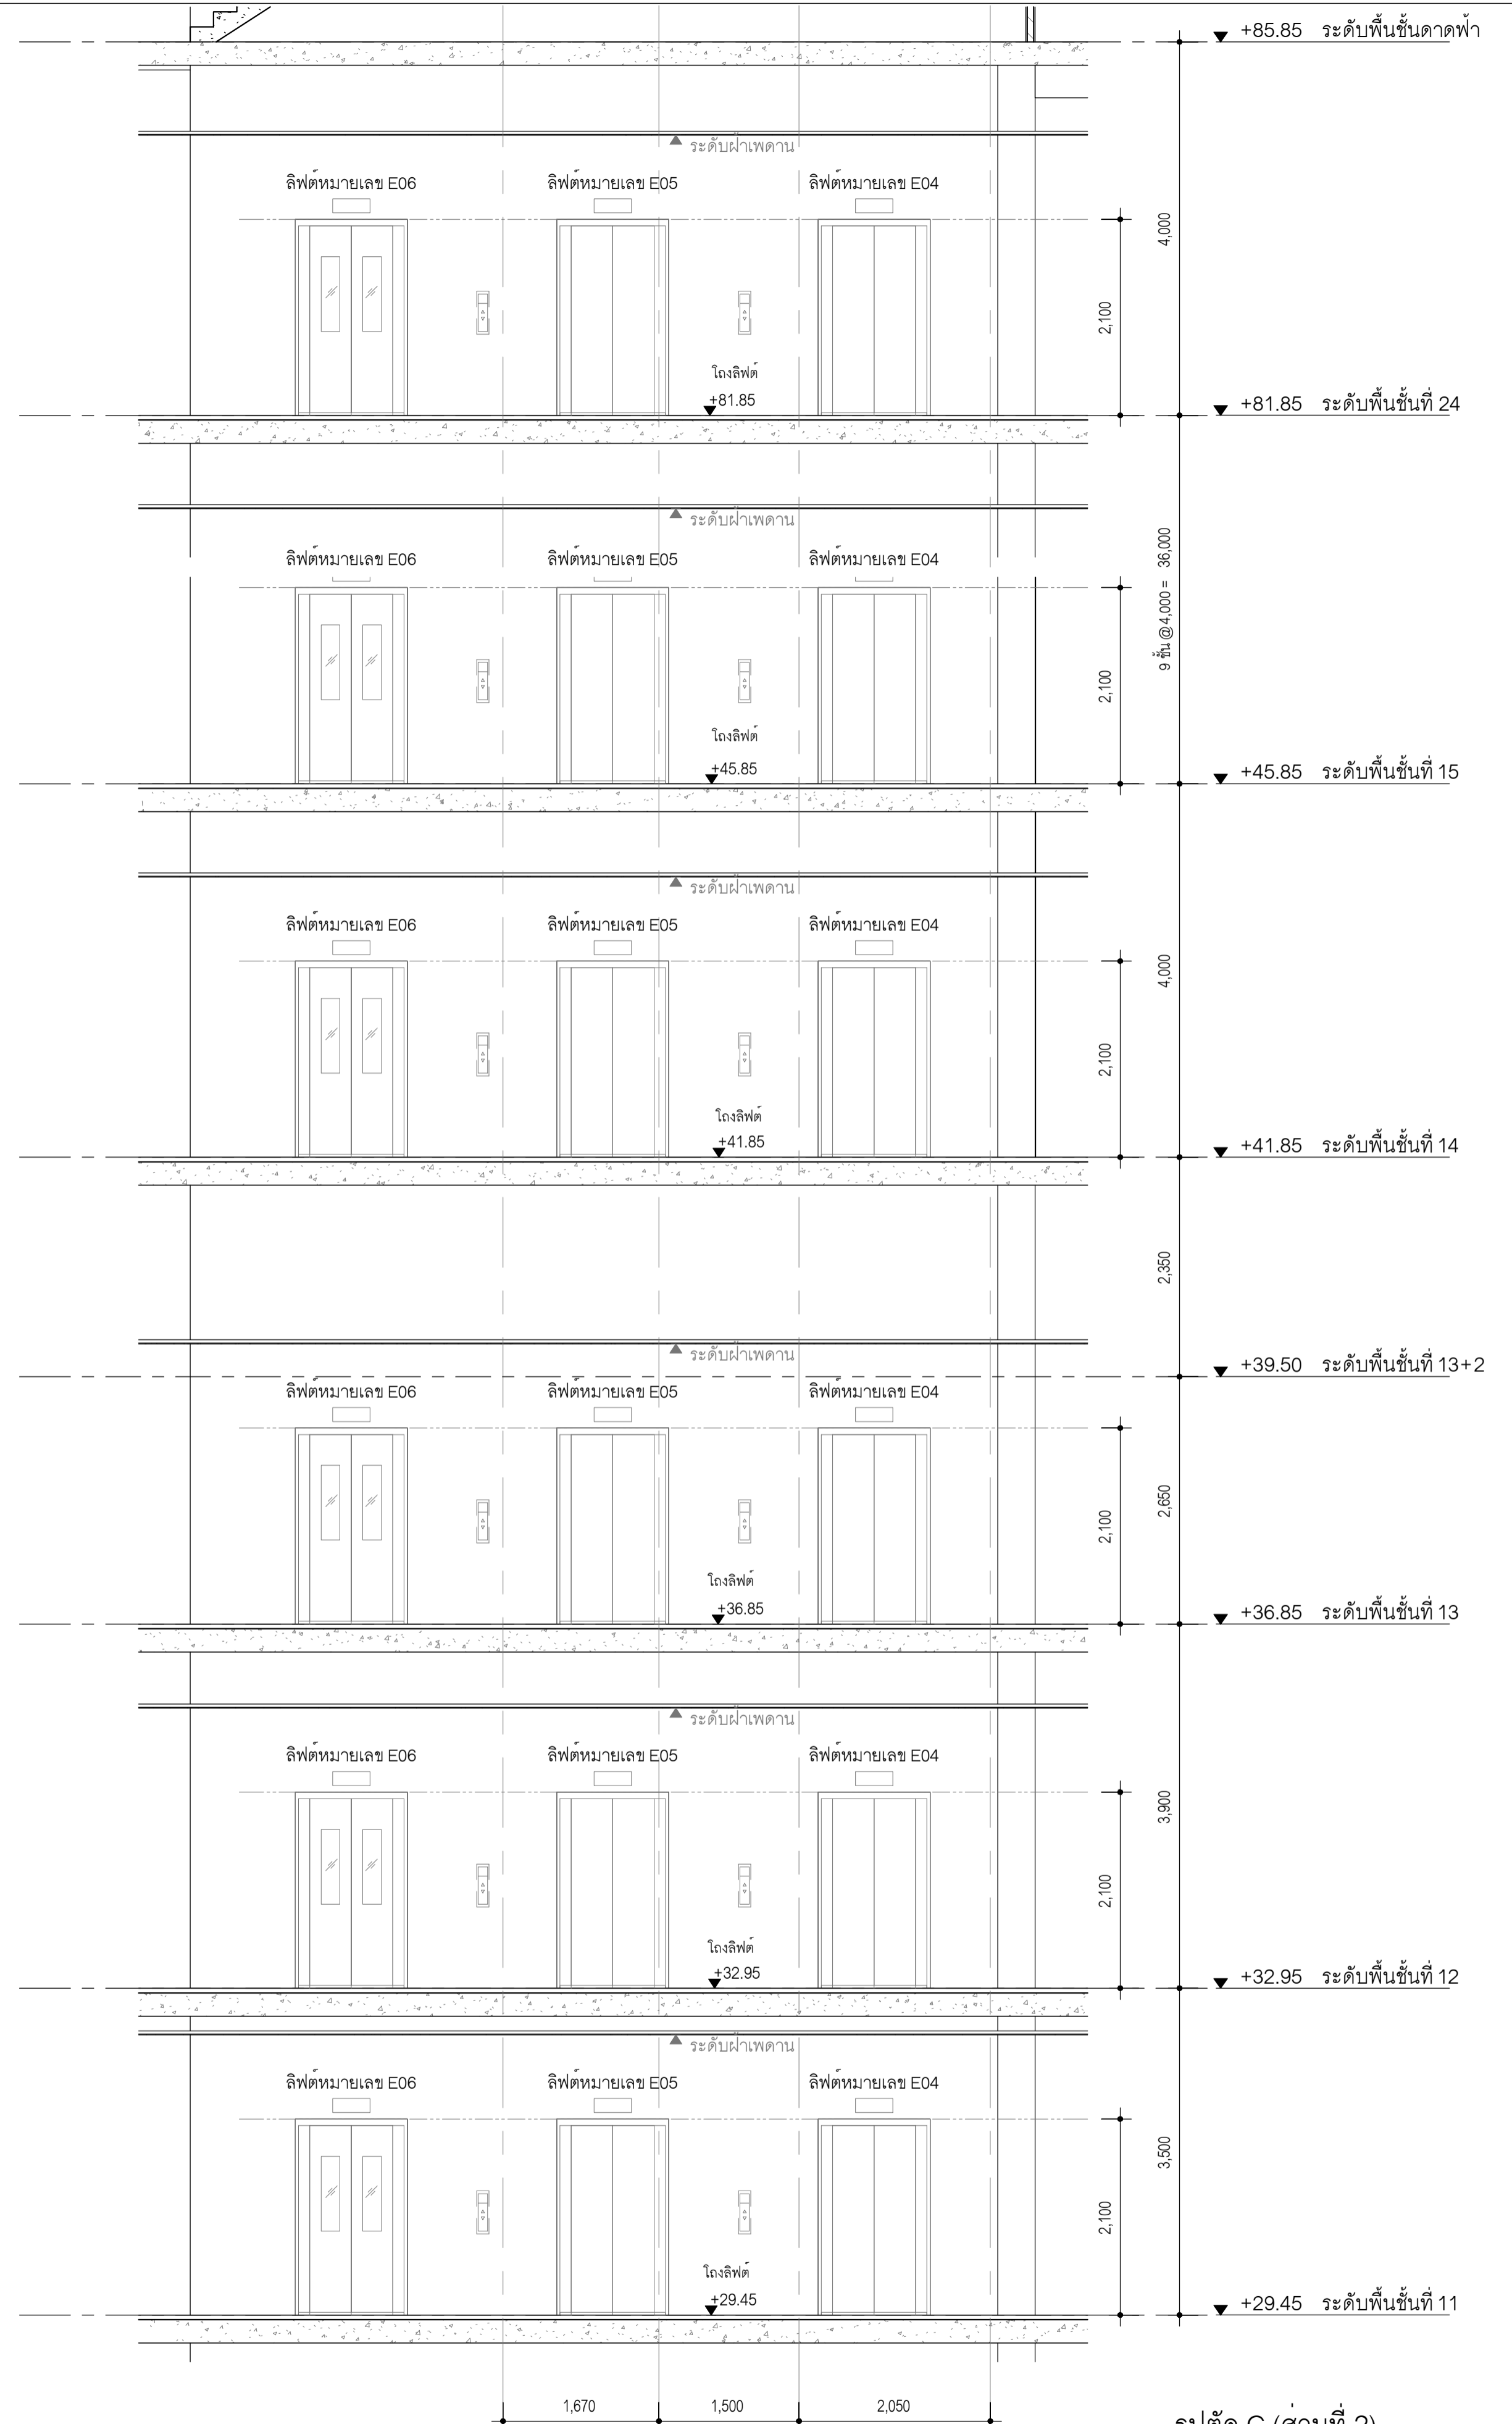 +85.85 ระดับพื้นชั้นดาดฟ้า
ระดับฝ้าเพดาน
ลิฟต์หมายเลข E06 ลิฟต์หมายเลข E05 ลิฟต์หมายเลข E04
4,000
2,100
โถงลิฟต์
+81.85
+81.85 ระดับพื้นชั้นที่ 24
ระดับฝ้าเพดาน
ลิฟต์หมายเลข E06 ลิฟต์หมายเลข E05 ลิฟต์หมายเลข E04
9 ชั้น @4,000 = 36,000
2,100
โถงลิฟต์
+45.85
+45.85 ระดับพื้นชั้นที่ 15
ระดับฝ้าเพดาน
ลิฟต์หมายเลข E06 ลิฟต์หมายเลข E05 ลิฟต์หมายเลข E04
4,000
2,100
โถงลิฟต์
+41.85
+41.85 ระดับพื้นชั้นที่ 14
2,350
ระดับฝ้าเพดาน
+39.50 ระดับพื้นชั้นที่ 13+2
ลิฟต์หมายเลข E06 ลิฟต์หมายเลข E05 ลิฟต์หมายเลข E04
2,650
2,100
โถงลิฟต์
+36.85
+36.85 ระดับพื้นชั้นที่ 13
ระดับฝ้าเพดาน
ลิฟต์หมายเลข E06 ลิฟต์หมายเลข E05 ลิฟต์หมายเลข E04
3,900
2,100
โถงลิฟต์
+32.95
+32.95 ระดับพื้นชั้นที่ 12
ระดับฝ้าเพดาน
ลิฟต์หมายเลข E06 ลิฟต์หมายเลข E05 ลิฟต์หมายเลข E04
3,500
2,100
โถงลิฟต์
+29.45
+29.45 ระดับพื้นชั้นที่ 11
1,670 1,500 2,050
รูปตัด C (ส่วนที่ 2)